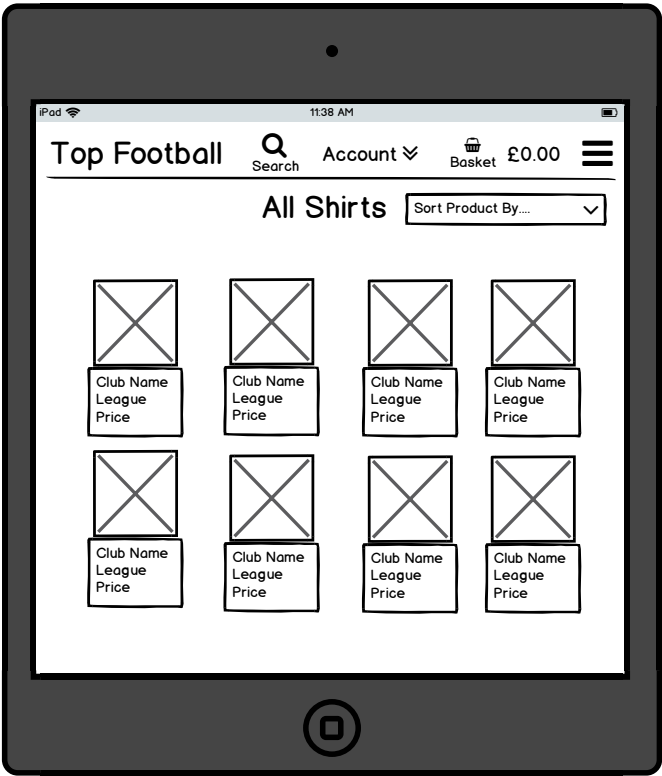 iPad 11:38 AM
Top Football Search Account Basket £0.00
All Shirts Sort Product By....
Club Name Club Name Club Name Club Name
League League League League
Price Price Price Price
Club Name Club Name Club Name Club Name
League League League League
Price Price Price Price